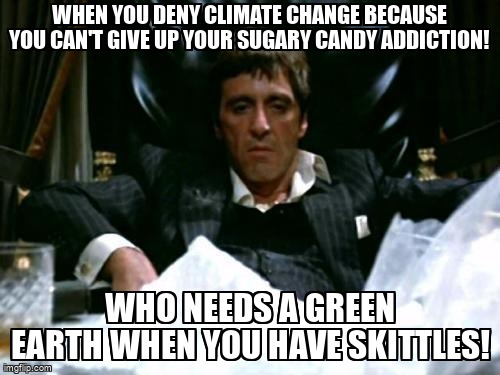 WHEN YOU DENY CLIMATE CHANGE BECAUSE
YOU CAN'T GIVE UP YOUR SUGARY CANDY ADDICTION!
WHO NEEDS A GREEN
EARTH WHEN YOU HAVE SKITTLES!
imgflip.com